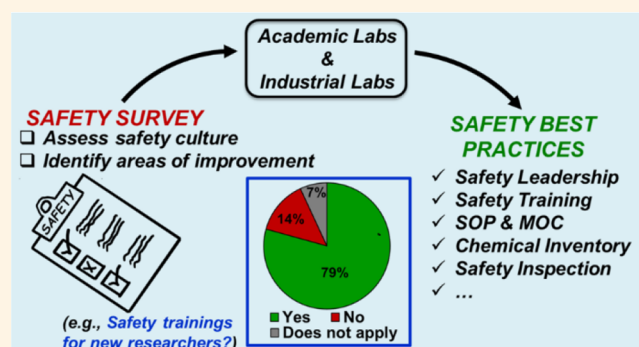 Academic Labs
&
Industrial Labs
SAFETY SURVEY
❑ Assess safety culture
❑ Identify areas of improvement
SAFETY
(e.g., Safety trainings
for new researchers?)
7%
14%
79%
Yes No
Does not apply
SAFETY BEST
PRACTICES
✓ Safety Leadership
✓ Safety Training
✓ SOP & MOC
✓ Chemical Inventory
✓ Safety Inspection
✓ ...